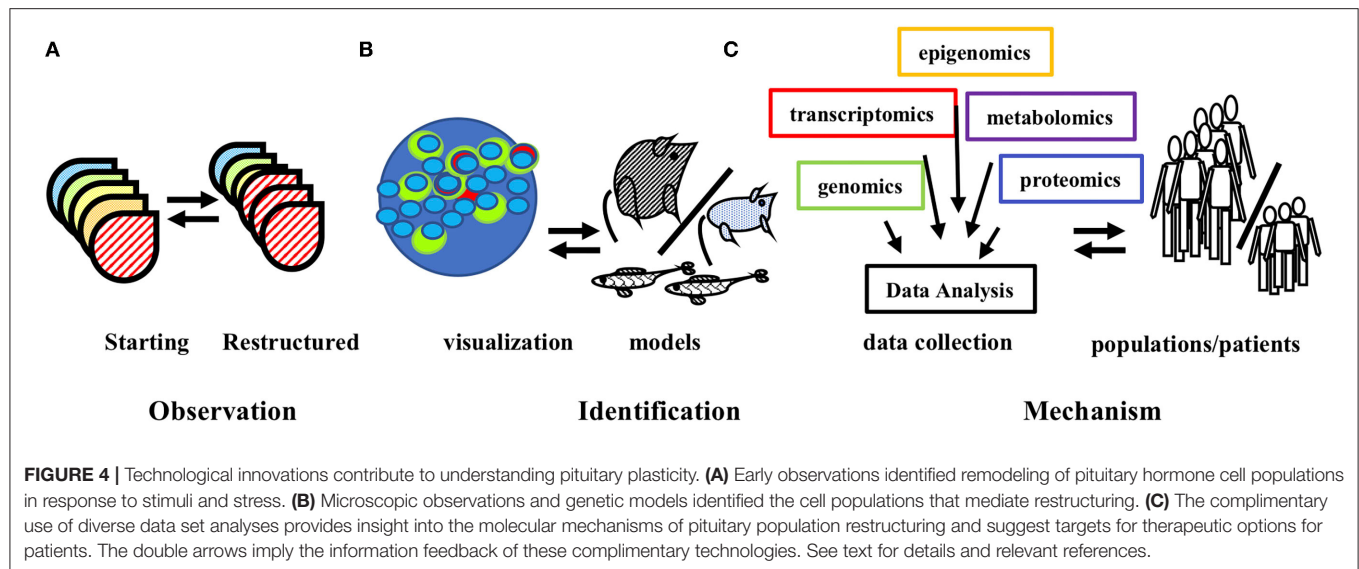 A
B
C
epigenomics
transcriptomics
metabolomics
genomics
proteomics
Data Analysis
Starting
Restructured
visualization
models
data collection
populations/patients
Observation
Identification
Mechanism
FIGURE 4 | Technological innovations contribute to understanding pituitary plasticity. (A) Early observations identified remodeling of pituitary hormone cell populations
in response to stimuli and stress. (B) Microscopic observations and genetic models identified the cell populations that mediate restructuring. (C) The complimentary
use of diverse data set analyses provides insight into the molecular mechanisms of pituitary population restructuring and suggest targets for therapeutic options for
patients. The double arrows imply the information feedback of these complimentary technologies. See text for details and relevant references.